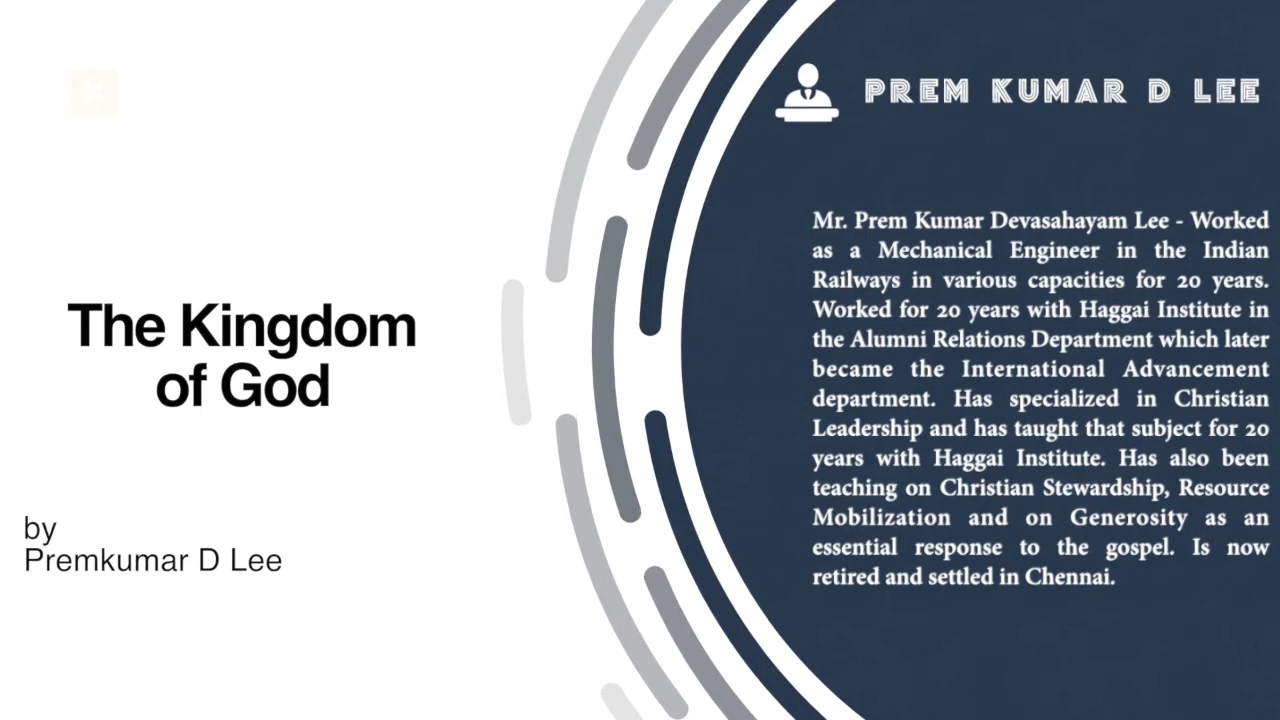 The Kingdom
of God
by
Premkumar D Lee
PREM KUMAR D LEE
Mr. Prem Kumar Devasahayam Lee - Worked
as a Mechanical Engineer in the Indian
Railways in various capacities for 20 years.
Worked for 20 years with Haggai Institute in
the Alumni Relations Department which later
became the International Advancement
department. Has specialized in Christian
Leadership and has taught that subject for 20
years with Haggai Institute. Has also been
teaching on Christian Stewardship, Resource
Mobilization and on Generosity as an
essential response to the gospel. Is now
retired and settled in Chennai.